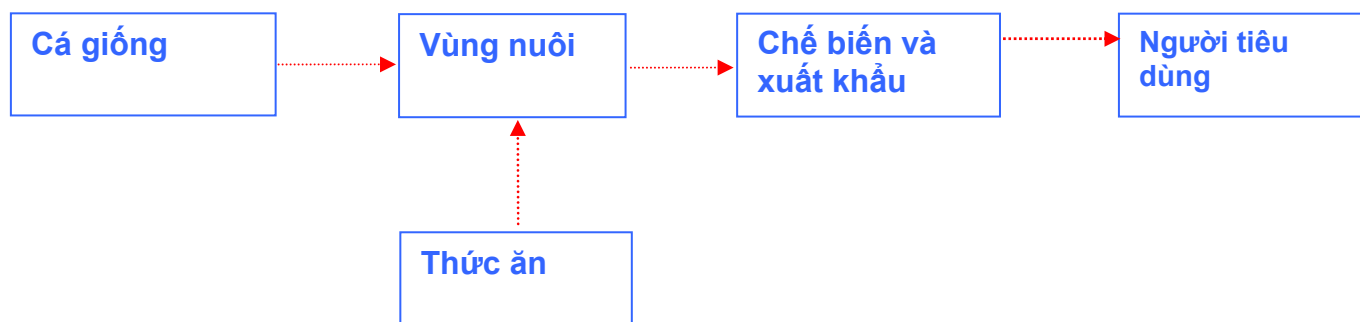 Cá giống
Vùng nuôi
Chế biến và
xuất khẩu
Người tiêu
dùng
Thức ăn